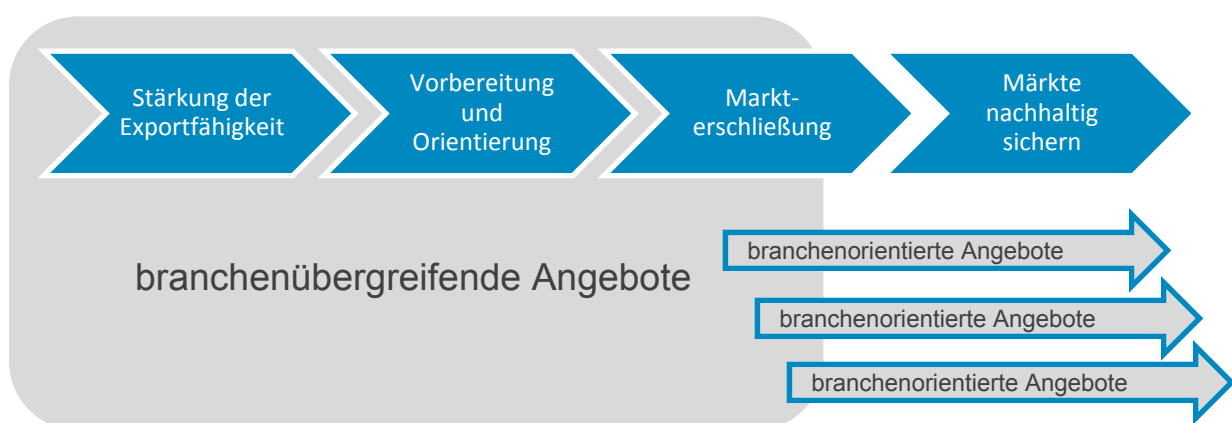 Stärkung der
Exportfähigkeit
Vorbereitung
und
Orientierung
Markt-
erschließung
Märkte
nachhaltig
sichern
branchenübergreifende Angebote
branchenorientierte Angebote
branchenorientierte Angebote
branchenorientierte Angebote